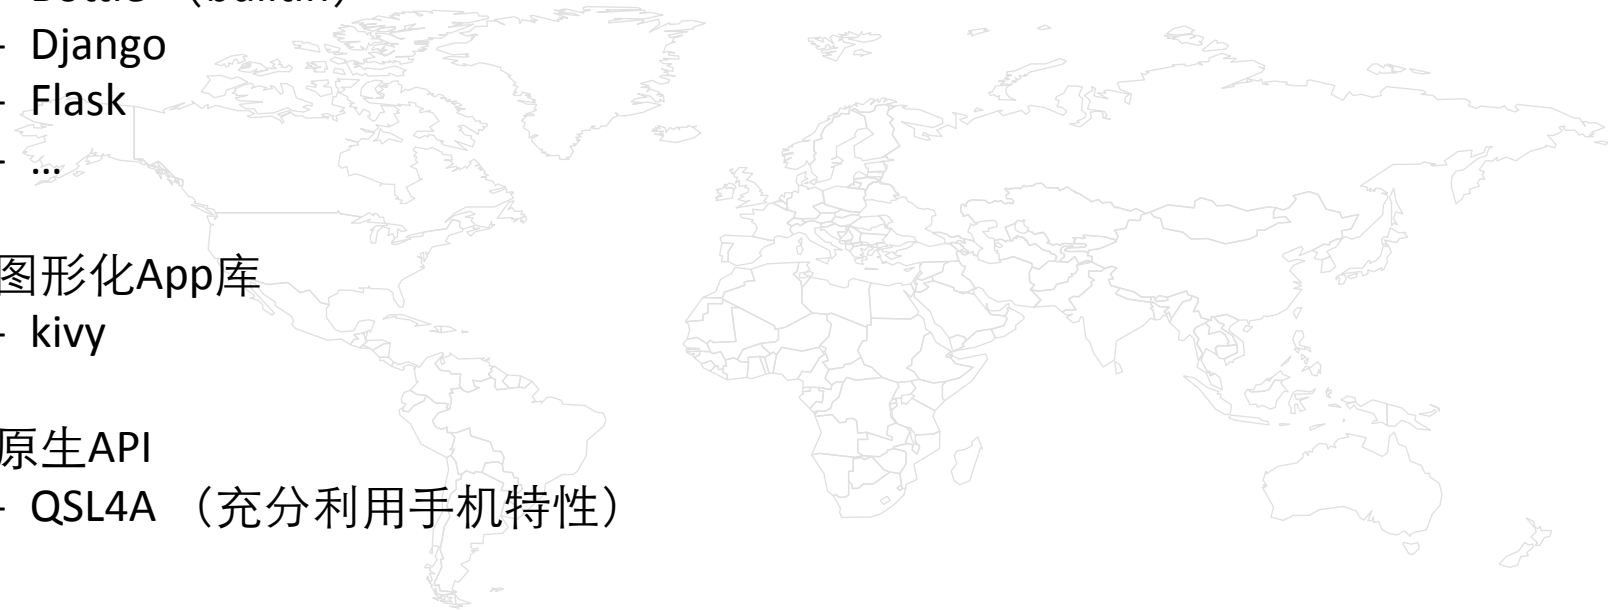 - Django
- Flask
- …
图形化App库
- kivy
原生API
- QSL4A （充分利用手机特性）